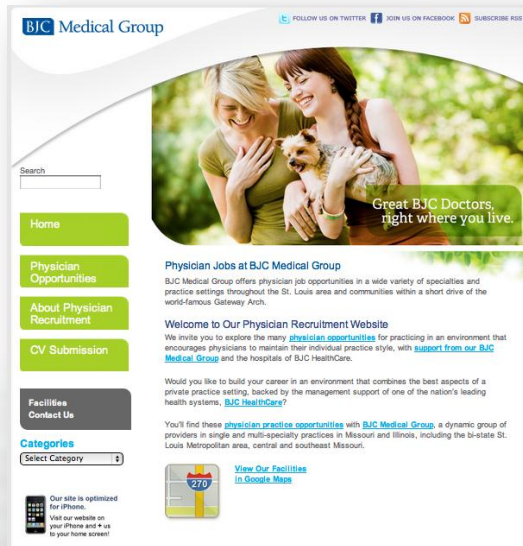 BJC Medical Group
FOLLOW US ON TWITTER JOIN US ON FACEBOOK SUBSCRIBE RSS
Search
Great BJC Doctors,
right where you live.
Home
Physician
Opportunities
About Physician
Recruitment
CV Submission
Facilities
Contact Us
Categories
Select Category
Our site is optimized
for iPhone.
Visit our website on
your iPhone and + us
to your home screen!
Physician Jobs at BJC Medical Group
BJC Medical Group offers physician job opportunities in a wide variety of specialties and
practice settings throughout the St. Louis area and communities within a short drive of the
world-famous Gateway Arch.
Welcome to Our Physician Recruitment Website
We invite you to explore the many physician opportunities for practicing in an environment that
encourages physicians to maintain their individual practice style, with support from our BJC
Medical Group and the hospitals of BJC HealthCare.
Would you like to build your career in an environment that combines the best aspects of a
private practice setting, backed by the management support of one of the nation's leading
health systems, BJC HealthCare?
You'll find these physician practice opportunities with BJC Medical Group, a dynamic group of
providers in single and multi-specialty practices in Missouri and Illinois, including the bi-state St.
Louis Metropolitan area, central and southeast Missouri.
270
View Our Facilities
in Google Maps